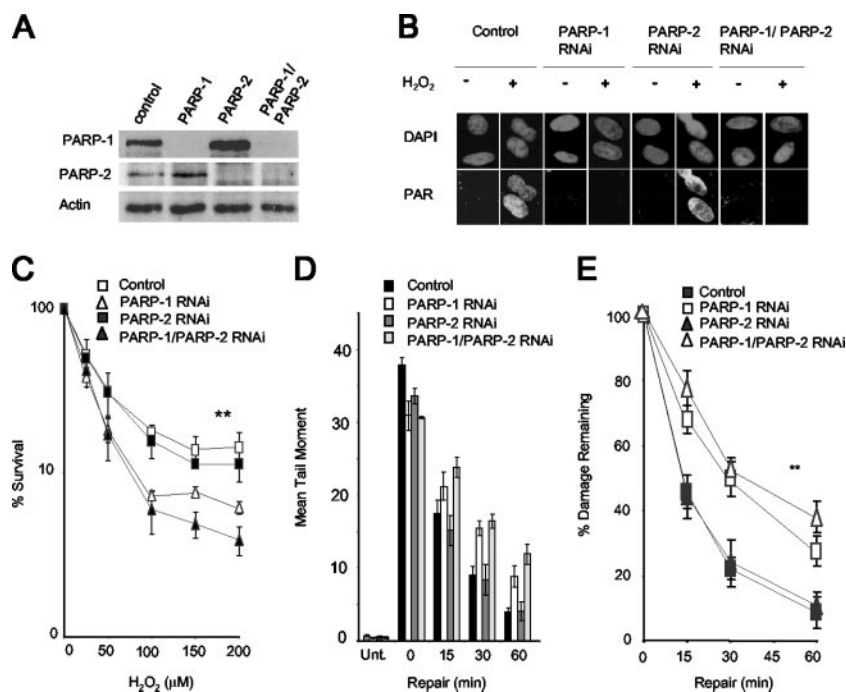 A
control
PARP-1
PARP-2
PARP-1/
PARP-2
PARP-1
PARP-2
Actin
B
Control
PARP-1
RNAi
PARP-2
RNAi
PARP-1/ PARP-2
RNAi
H2O2 - + - + - + - +
DAPI
PAR
C
Control
PARP-1 RNAi
PARP-2 RNAi
PARP-1/PARP-2 RNAi
100
10
0
% Survival
**
0 50 100 150 200
H2O2 (µM)
D
Control
PARP-1 RNAi
PARP-2 RNAi
PARP-1/PARP-2 RNAi
40
30
20
10
0
Mean Tail Moment
Unt. 0 15 30 60
Repair (min)
E
Control
PARP-1 RNAi
PARP-2 RNAi
PARP-1/PARP-2 RNAi
100
80
60
40
20
0
% Damage Remaining
**
0 15 30 45 60
Repair (min)